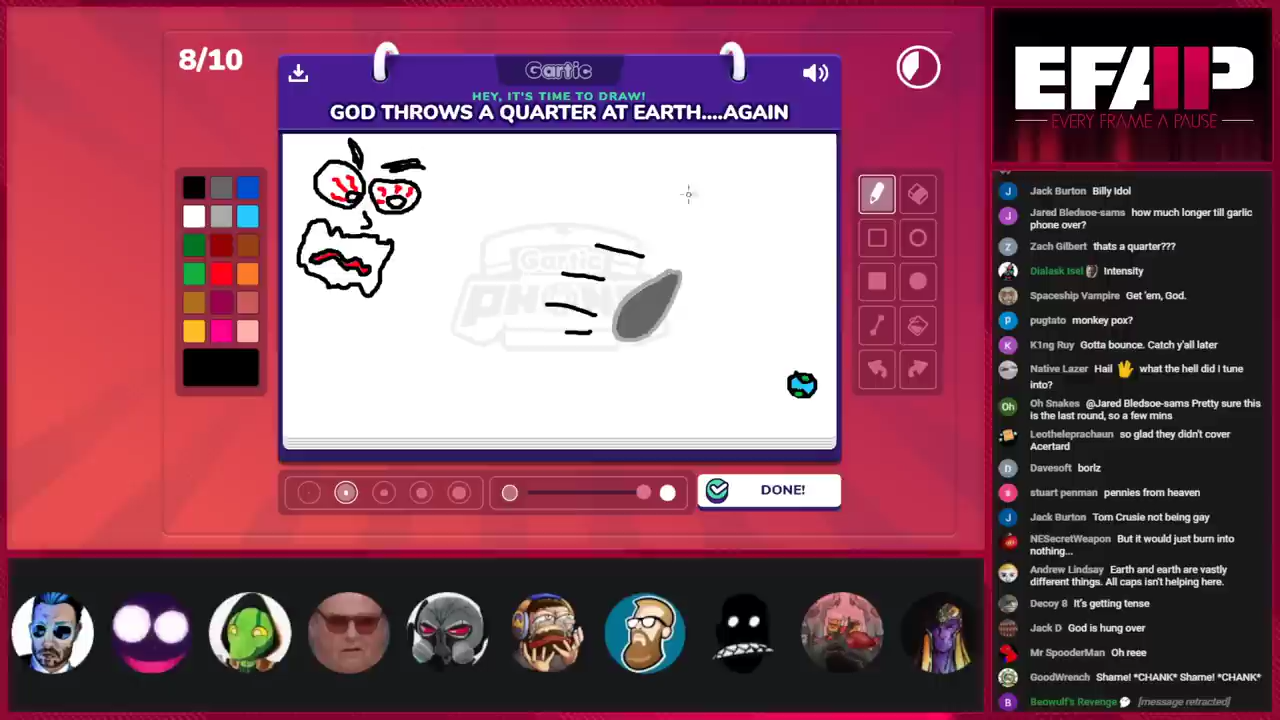 8/10
Gartic
HEY, IT'S TIME TO DRAW!
GOD THROWS A QUARTER AT EARTH....AGAIN
Gartic
PHONE
DONE!
EFAP
EVERY FRAME A PAUSE
Jack Burton Billy Idol
Jared Bledsoe-sams how much longer till garlic
phone over?
Zach Gilbert thats a quarter???
Dialask Isel Intensity
Spaceship Vampire Get 'em, God.
pugtato monkey pox?
K1ng Ruy Gotta bounce. Catch y'all later
Native Lazer Hail 🖖 what the hell did I tune
into?
Oh Snakes @Jared Bledsoe-sams Pretty sure this
is the last round, so a few mins
Leotheleprachaun so glad they didn't cover
Acertard
Davesoft borlz
stuart penman pennies from heaven
Jack Burton Tom Crusie not being gay
NESecretWeapon But it would just burn into
nothing...
Andrew Lindsay Earth and earth are vastly
different things. All caps isn't helping here.
Decoy 8 It's getting tense
Jack D God is hung over
Mr SpooderMan Oh reee
GoodWrench Shame! *CHANK* Shame! *CHANK*
Beowulf's Revenge [message retracted]